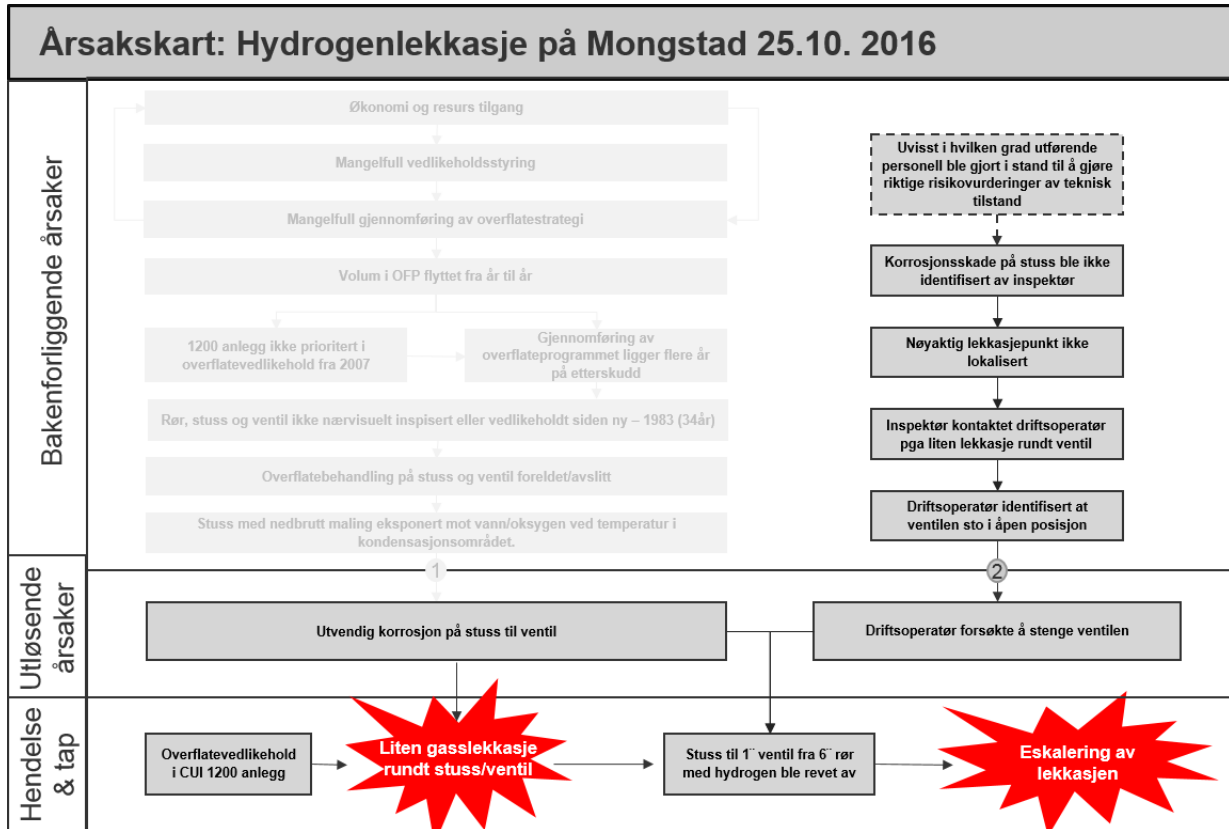 Årsakskart: Hydrogenlekkasje på Mongstad 25.10. 2016
Bakenforliggende årsaker
Økonomi og resurs tilgang
Mangelfull vedlikeholdsstyring
Mangelfull gjennomføring av overflatestrategi
Volum i OFP flyttet fra år til år
1200 anlegg ikke prioritert i
overflatevedlikehold fra 2007
Gjennomføring av
overflateprogrammet ligger flere år
på etterskudd
Rør, stuss og ventil ikke nærvisuelt inspisert eller vedlikeholdt siden ny – 1983 (34år)
Overflatebehandling på stuss og ventil foreldet/avslitt
Stuss med nedbrutt maling eksponert mot vann/oksygen ved temperatur i
kondensasjonsområdet.
1
Uvisst i hvilken grad utførende
personell ble gjort i stand til å gjøre
riktige risikovurderinger av teknisk
tilstand
Korrosjonsskade på stuss ble ikke
identifisert av inspektør
Nøyaktig lekkasjepunkt ikke
lokalisert
Inspektør kontaktet driftsoperatør
pga liten lekkasje rundt ventil
Driftsoperatør identifisert at
ventilen sto i åpen posisjon
2
Utløsende
årsaker
Utvendig korrosjon på stuss til ventil
Driftsoperatør forsøkte å stenge ventilen
Hendelse
& tap
Overflatevedlikehold
i CUI 1200 anlegg
Liten gasslekkasje
rundt stuss/ventil
Stuss til 1¨ ventil fra 6¨ rør
med hydrogen ble revet av
Eskalering av
lekkasjen